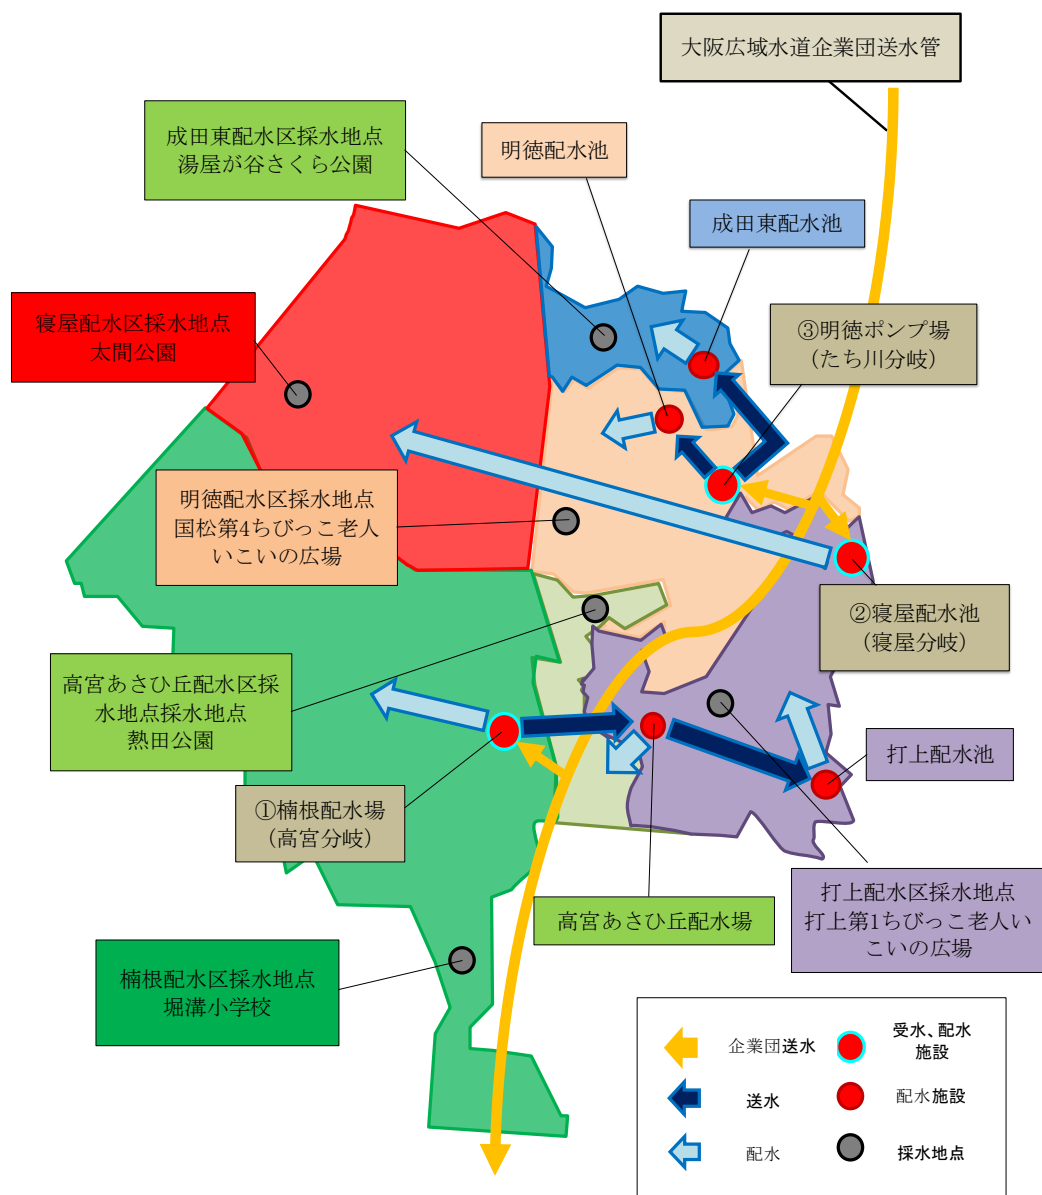 大阪広域水道企業団送水管
成田東配水区採水地点
湯屋が谷さくら公園
明徳配水池
成田東配水池
寝屋配水区採水地点
太間公園
③明徳ポンプ場
(たち川分岐)
明徳配水区採水地点
国松第4ちびっこ老人
いこいの広場
②寝屋配水池
(寝屋分岐)
高宮あさひ丘配水区採
水地点採水地点
熱田公園
打上配水池
①楠根配水場
(高宮分岐)
高宮あさひ丘配水場
打上配水区採水地点
打上第1ちびっこ老人い
こいの広場
楠根配水区採水地点
堀溝小学校
企業団送水
受水、配水
施設
送水
配水施設
配水
採水地点